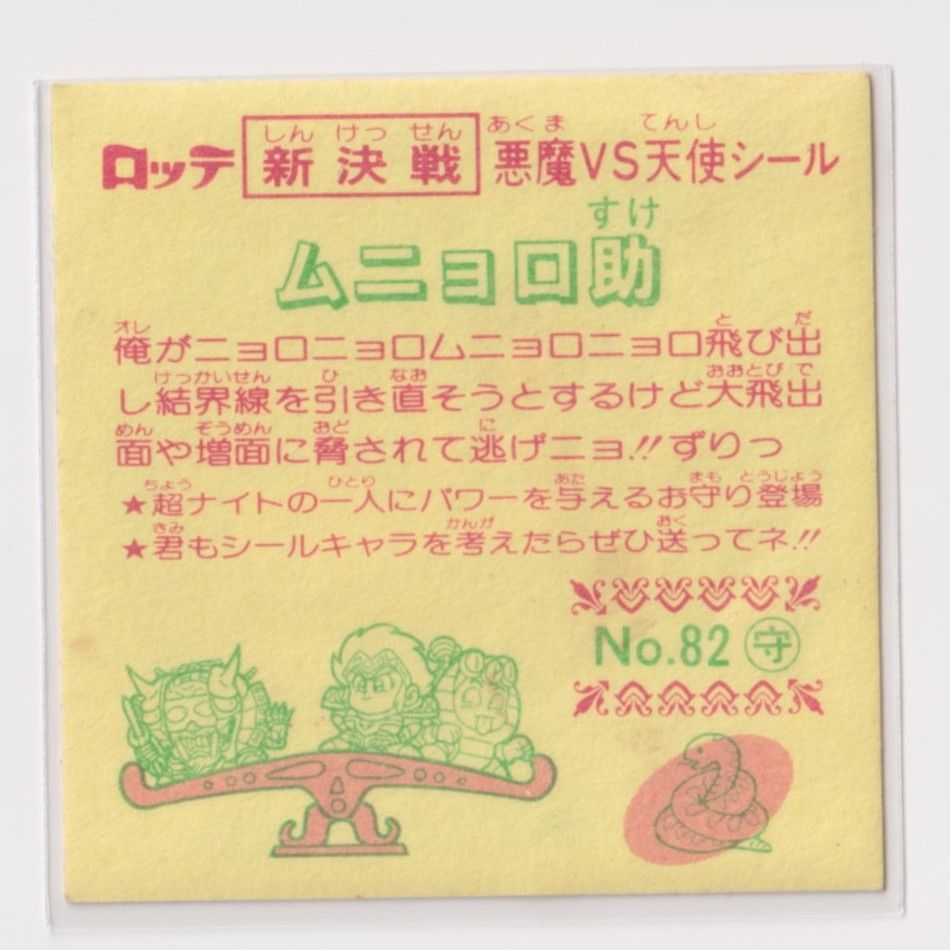 しんけっせん あくま てんし
ロッテ 新決戦 悪魔VS天使シール
すけ
ムニョロ助
オレ と だ
俺がニョロニョロムニョロニョロ飛び出
けっかいせん ひ なお おおとびで
し結界線を引き直そうとするけど大飛出
めん ぞうめん おど に
面や増面に脅されて逃げニョ!!ずりっ
ちょう ひとり あた まも とうじょう
★超ナイトの一人にパワーを与えるお守り登場
きみ かんが おく
★君もシールキャラを考えたらぜひ送ってネ!!
No.82 守